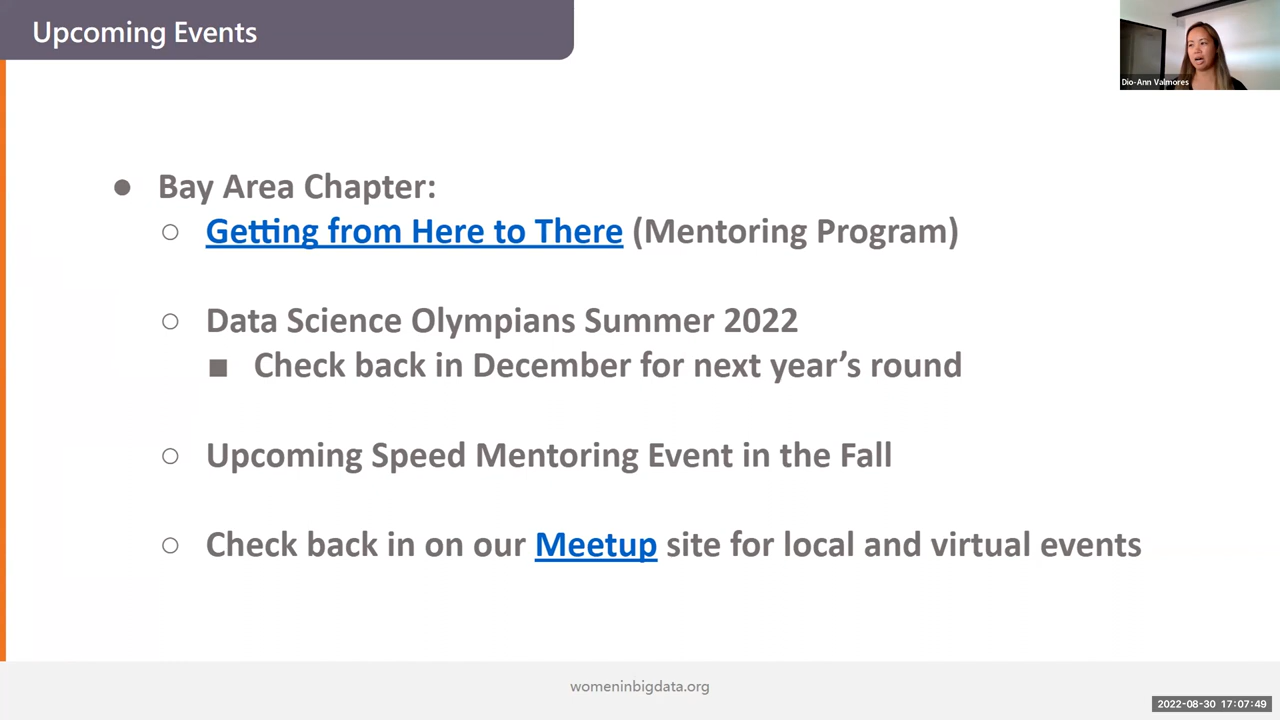 Upcoming Events
Dio-Ann Valmores
● Bay Area Chapter:
○ Getting from Here to There (Mentoring Program)
○ Data Science Olympians Summer 2022
■ Check back in December for next year’s round
○ Upcoming Speed Mentoring Event in the Fall
○ Check back in on our Meetup site for local and virtual events
womeninbigdata.org
2022-08-30 17:07:49